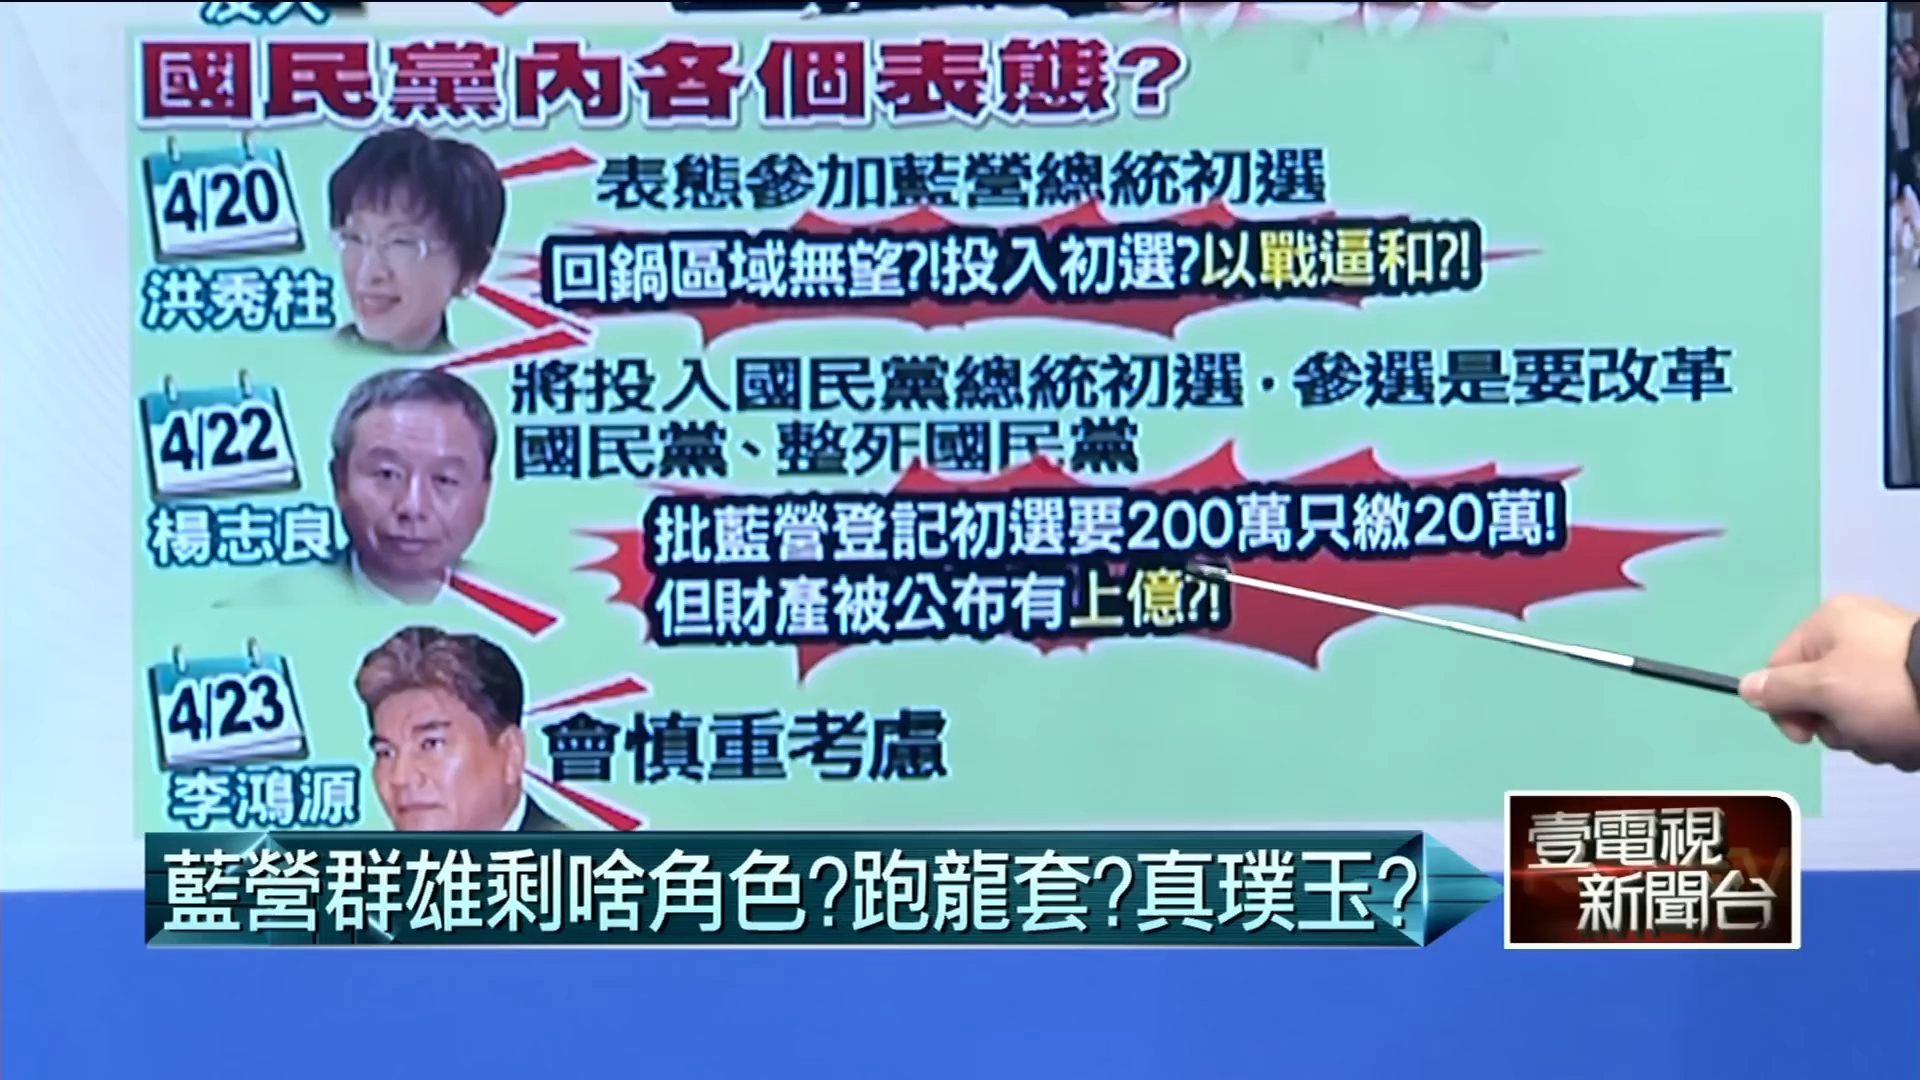 國民黨內各個表態?
4/20
洪秀柱
表態參加藍營總統初選
回鍋區域無望?!投入初選?以戰逼和?!
4/22
楊志良
將投入國民黨總統初選.參選是要改革
國民黨、整死國民黨
批藍營登記初選要200萬只繳20萬!
但財產被公布有上億?!
4/23
李鴻源
會慎重考慮
藍營群雄剩啥角色?跑龍套?真璞玉?
壹電視
新聞台